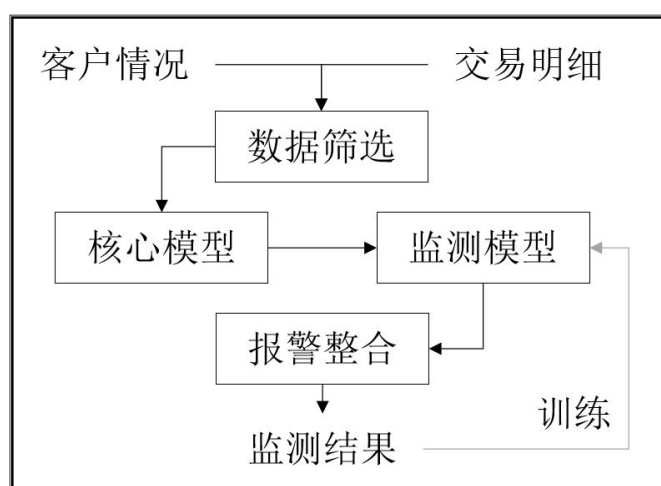 客户情况
交易明细
数据筛选
核心模型
监测模型
报警整合
训练
监测结果